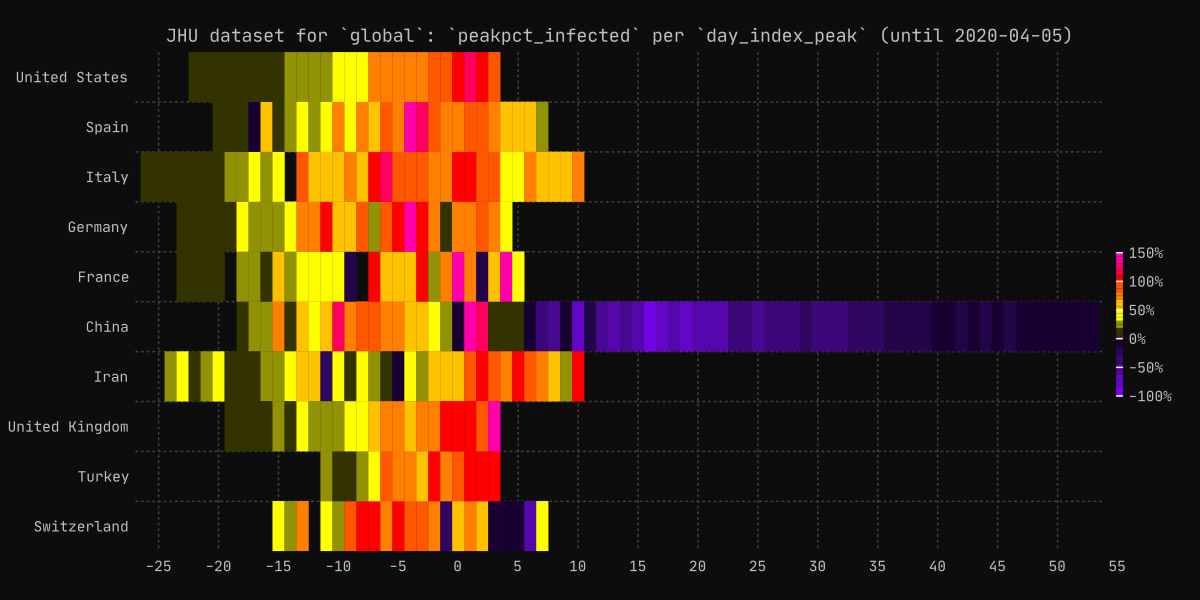 JHU dataset for `global`: `peakpct_infected` per `day_index_peak` (until 2020-04-05)
United States
Spain
Italy
Germany
France
China
Iran
United Kingdom
Turkey
Switzerland
150%
100%
50%
0%
−50%
−100%
−25 −20 −15 −10 −5 0 5 10 15 20 25 30 35 40 45 50 55